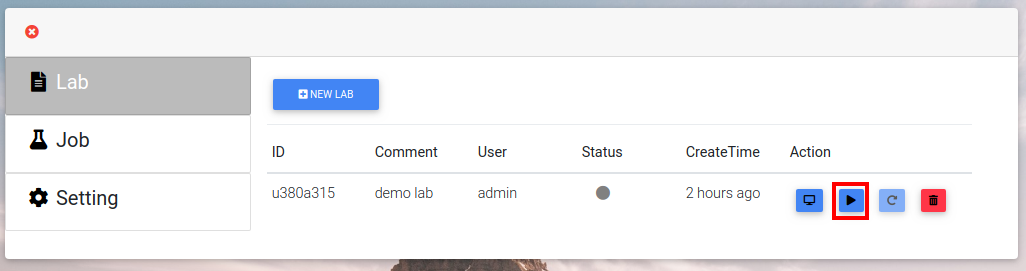 Lab
Job
Setting
NEW LAB
ID Comment User Status CreateTime Action
u380a315 demo lab admin 2 hours ago